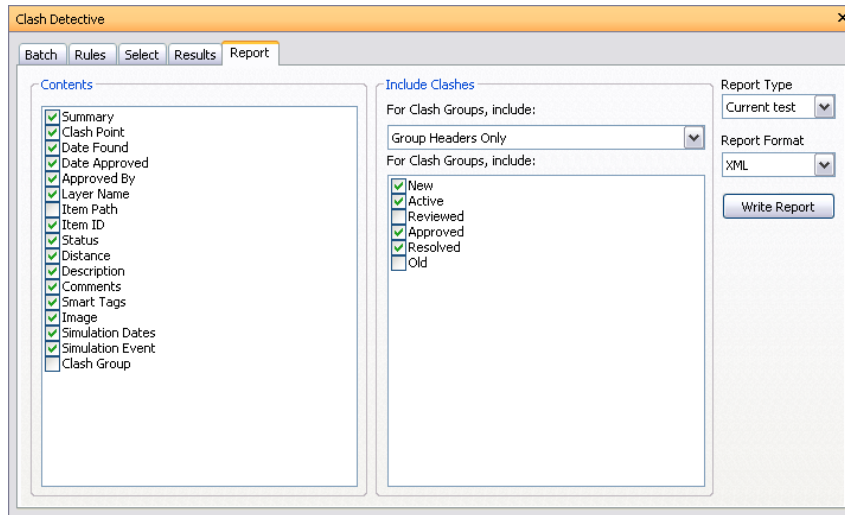 Clash Detective
Batch Rules Select Results Report
Contents
Summary
Clash Point
Date Found
Date Approved
Approved By
Layer Name
Item Path
Item ID
Status
Distance
Description
Comments
Smart Tags
Image
Simulation Dates
Simulation Event
Clash Group
Include Clashes
For Clash Groups, include:
Group Headers Only
For Clash Groups, include:
New
Active
Reviewed
Approved
Resolved
Old
Report Type
Current test
Report Format
XML
Write Report